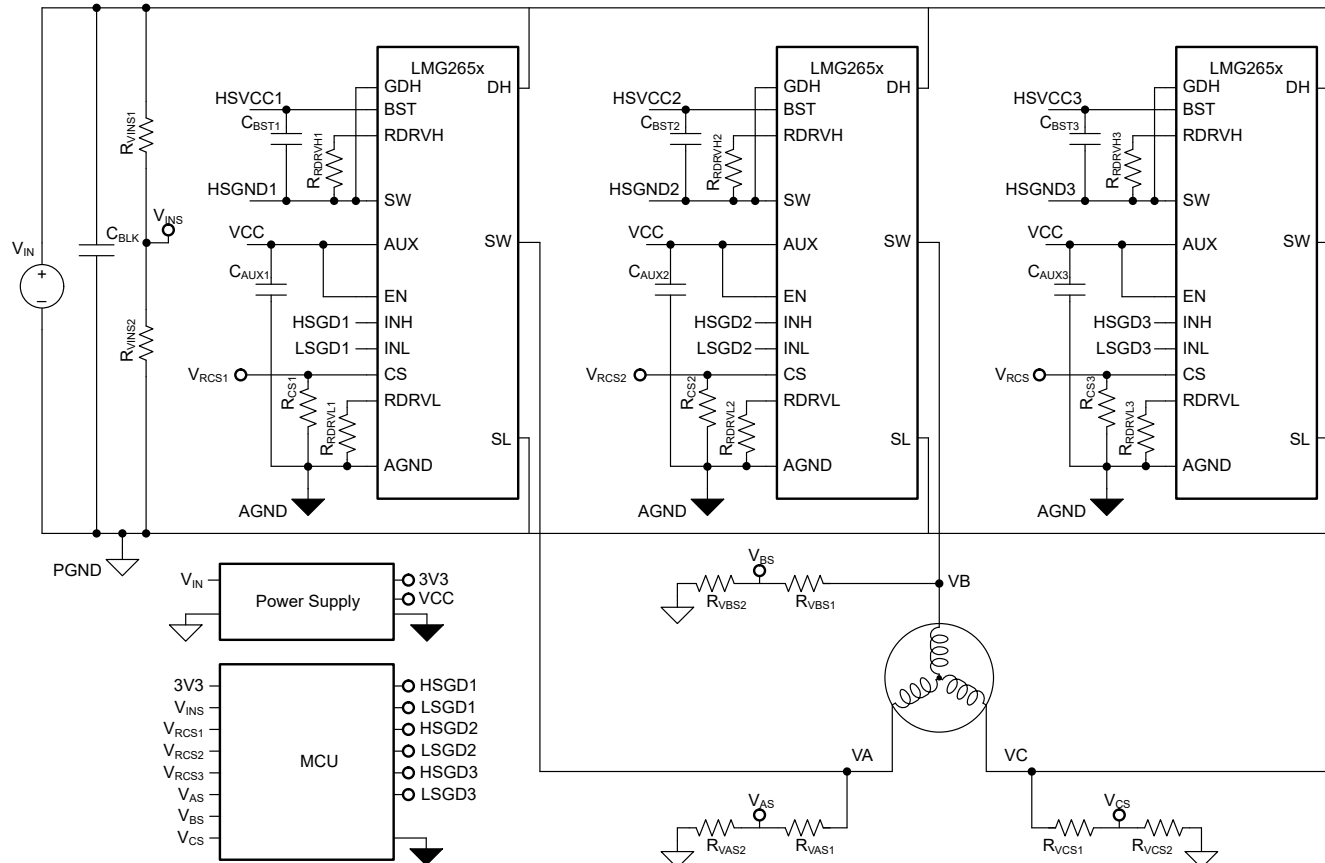 LMG265x
GDH
DH
HSVCC1
BST
CBST1
RDRVH
RRDRVH1
HSGND1
SW
VCC
AUX
SW
CAUX1
EN
HSGD1
INH
LSGD1
INL
VRCS1
CS
RCS1
RDRVL
RRDRVL1
SL
AGND
AGND
LMG265x
GDH
DH
HSVCC2
BST
CBST2
RDRVH
RRDRVH2
HSGND2
SW
VCC
AUX
SW
CAUX2
EN
HSGD2
INH
LSGD2
INL
VRCS2
CS
RCS2
RDRVL
RRDRVL2
SL
AGND
AGND
LMG265x
GDH
DH
HSVCC3
BST
CBST3
RDRVH
RRDRVH3
HSGND3
SW
VCC
AUX
SW
CAUX3
EN
HSGD3
INH
LSGD3
INL
VRCS
CS
RCS3
RDRVL
RRDRVL3
SL
AGND
AGND
RVINS1
VINS
CBLK
VIN
+
–
RVINS2
PGND
VIN
Power Supply
3V3
VCC
3V3
VINS
VRCS1
VRCS2
VRCS3
VAS
VBS
VCS
MCU
HSGD1
LSGD1
HSGD2
LSGD2
HSGD3
LSGD3
VBS
RVBS2
RVBS1
VB
VA
VC
VAS
RVAS2
RVAS1
VCS
RVCS1
RVCS2